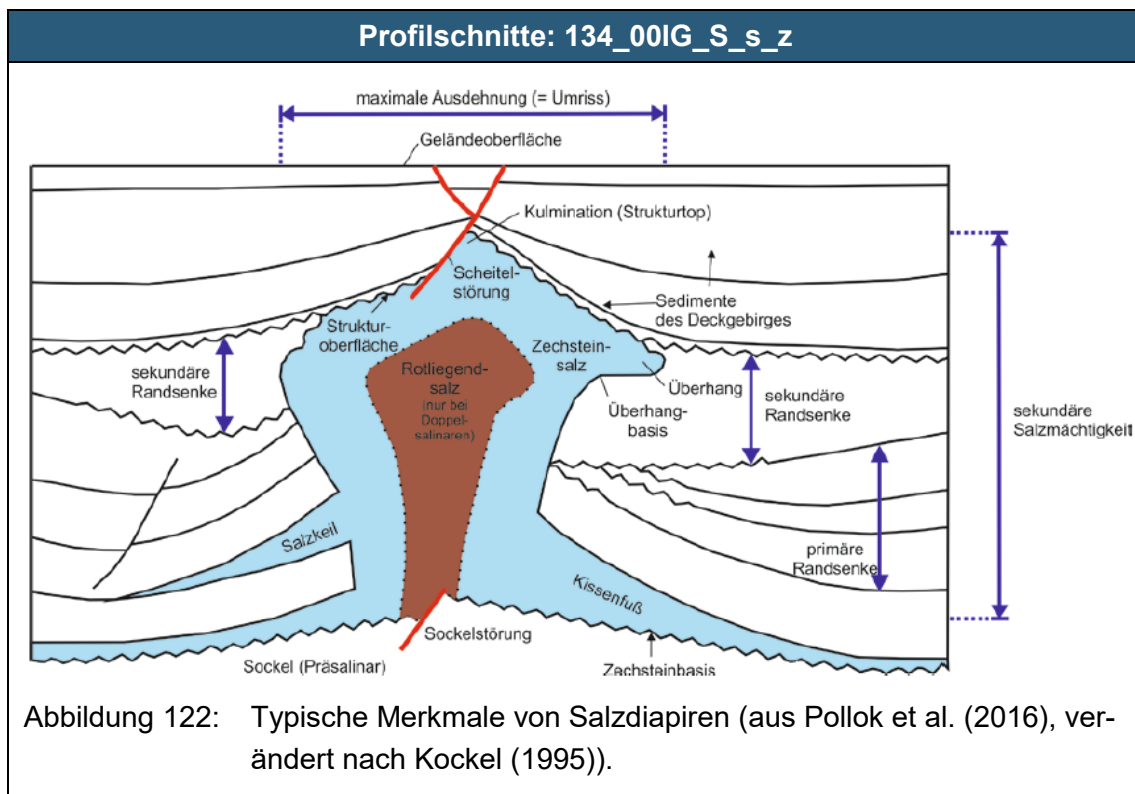 Profilschnitte: 134_00IG_S_s_z
maximale Ausdehnung (= Umriss)
Geländeoberfläche
Kulmination (Strukturtop)
Scheitel-
störung
Sedimente
des Deckgebirges
Struktur-
oberfläche
Zechstein-
salz
sekundäre
Randsenke
Rotliegend-
salz
(nur bei
Doppel-
salinaren)
Überhang
Überhang-
basis
sekundäre
Randsenke
sekundäre
Salzmächtigkeit
Salzkeil
primäre
Randsenke
Kissenfuß
Sockelstörung
Sockel (Präsalinar)
Zechsteinbasis
Abbildung 122: Typische Merkmale von Salzdiapiren (aus Pollok et al. (2016), ver-
ändert nach Kockel (1995)).